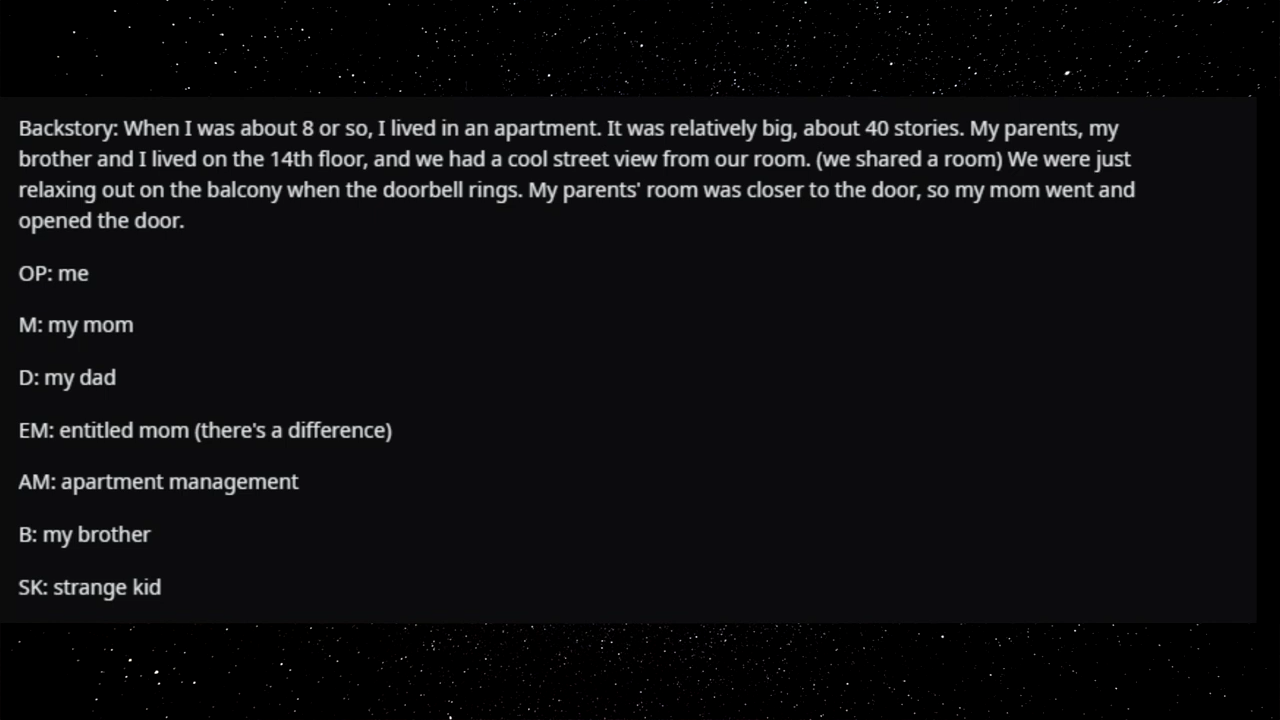 Backstory: When I was about 8 or so, I lived in an apartment. It was relatively big, about 40 stories. My parents, my
brother and I lived on the 14th floor, and we had a cool street view from our room. (we shared a room) We were just
relaxing out on the balcony when the doorbell rings. My parents' room was closer to the door, so my mom went and
opened the door.
OP: me
M: my mom
D: my dad
EM: entitled mom (there's a difference)
AM: apartment management
B: my brother
SK: strange kid